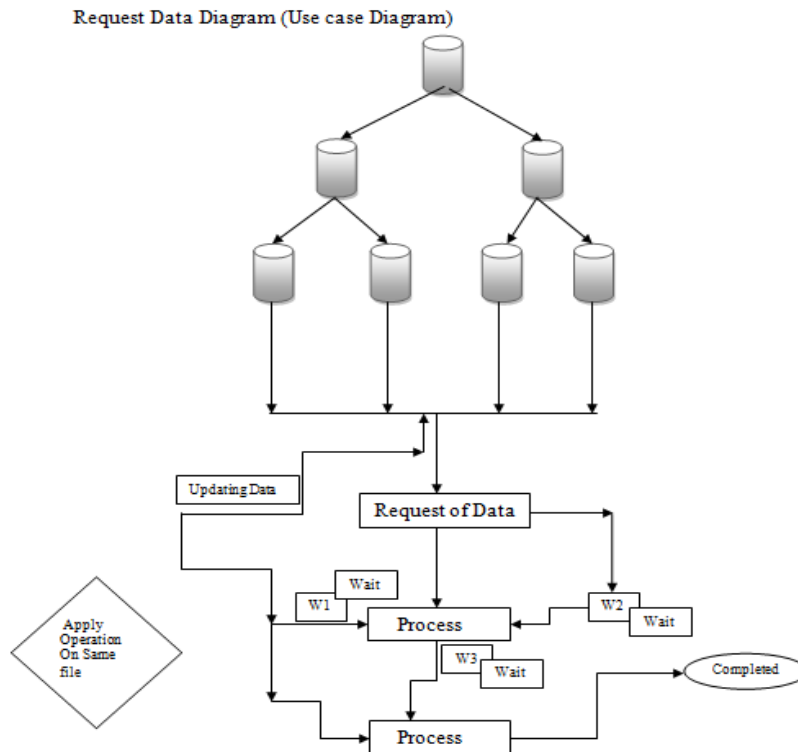 Request Data Diagram (Use case Diagram)
Updating Data
Request of Data
Wait
W1
W2
Wait
Process
Apply
Operation
On Same
file
W3
Wait
Completed
Process